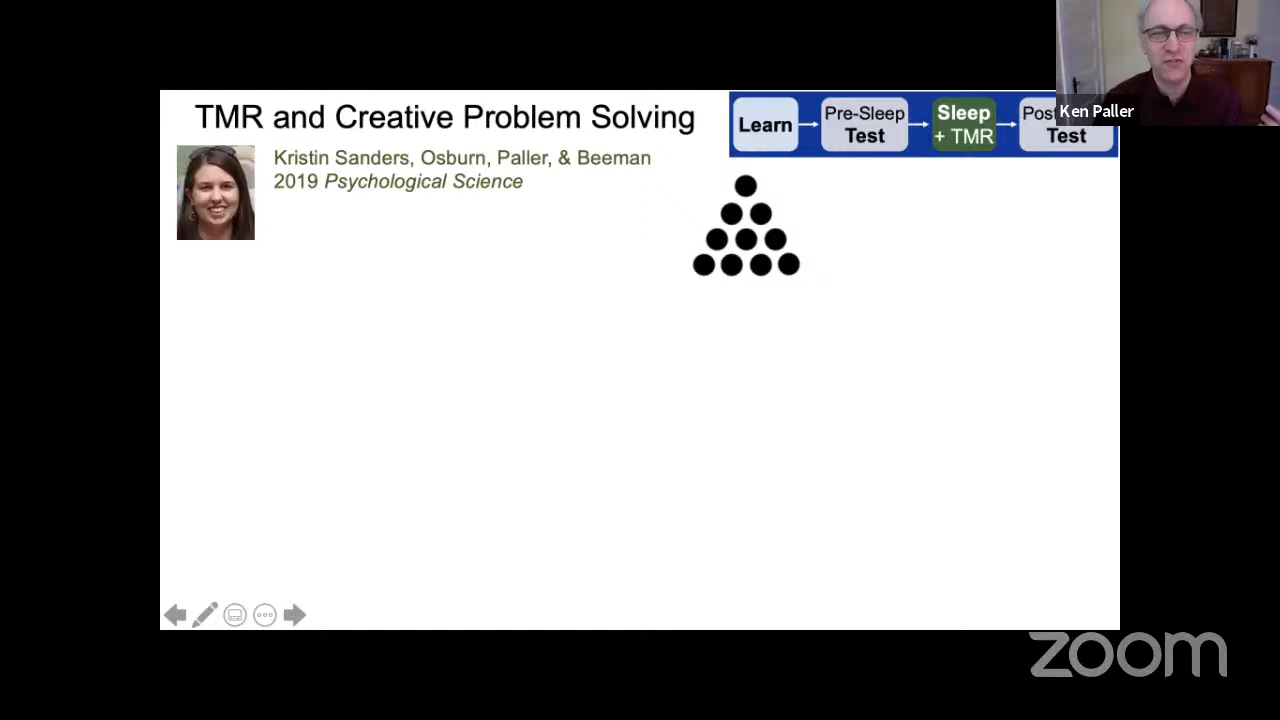 TMR and Creative Problem Solving
Kristin Sanders, Osburn, Paller, & Beeman
2019 Psychological Science
Learn
Pre-Sleep
Test
Sleep
+ TMR
Test
Ken Paller
zoom